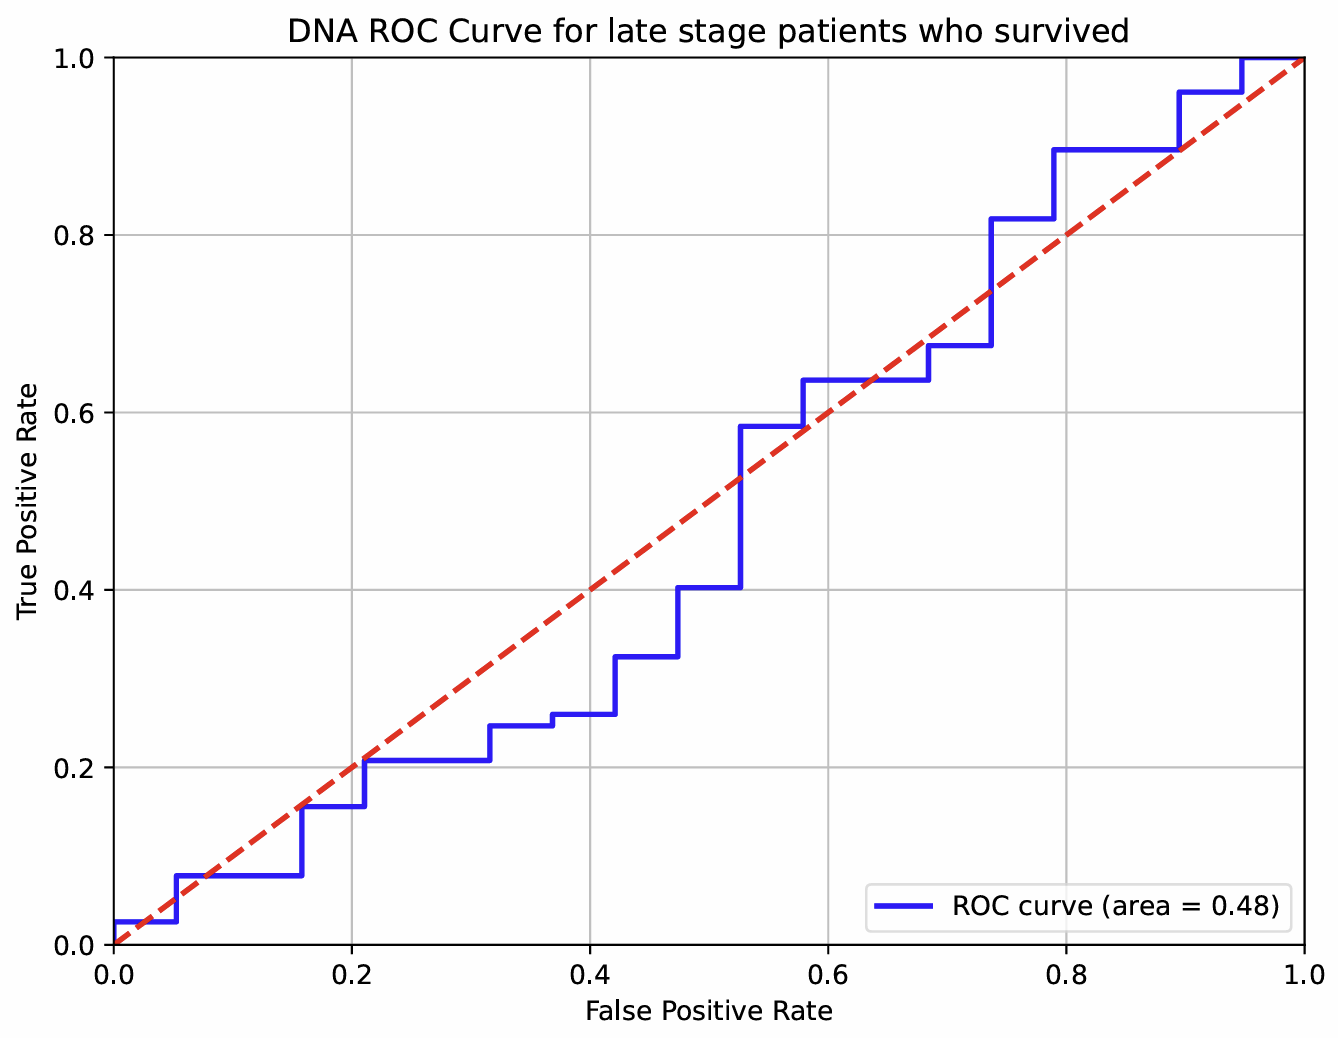 DNA ROC Curve for late stage patients who survived
1.0
0.8
0.6
0.4
0.2
0.0
True Positive Rate
ROC curve (area = 0.48)
0.0 0.2 0.4 0.6 0.8 1.0
False Positive Rate